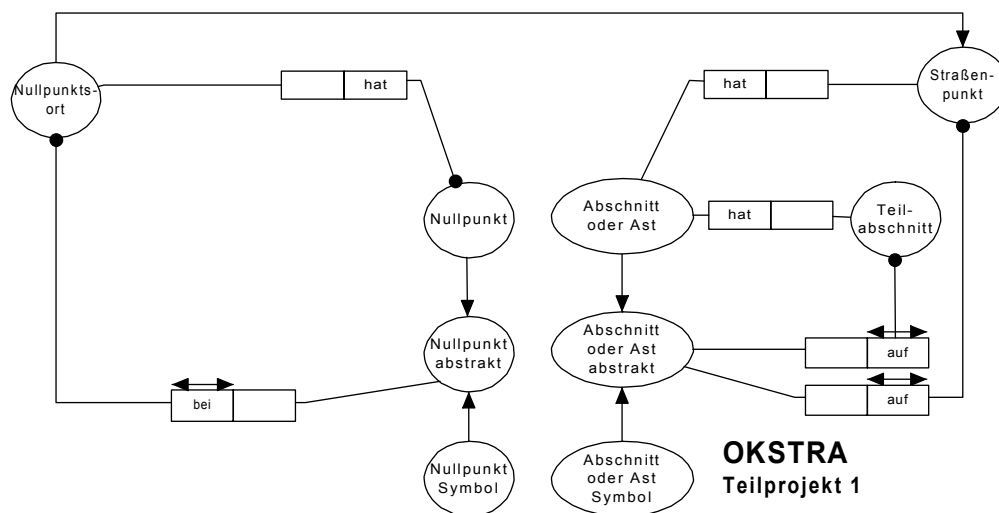 Nullpunkts-
ort
hat
hat
Straßen-
punkt
Nullpunkt
Abschnitt
oder Ast
hat
Teil-
abschnitt
Nullpunkt
abstrakt
Abschnitt
oder Ast
abstrakt
auf
auf
bei
Nullpunkt
Symbol
Abschnitt
oder Ast
Symbol
OKSTRA
Teilprojekt 1